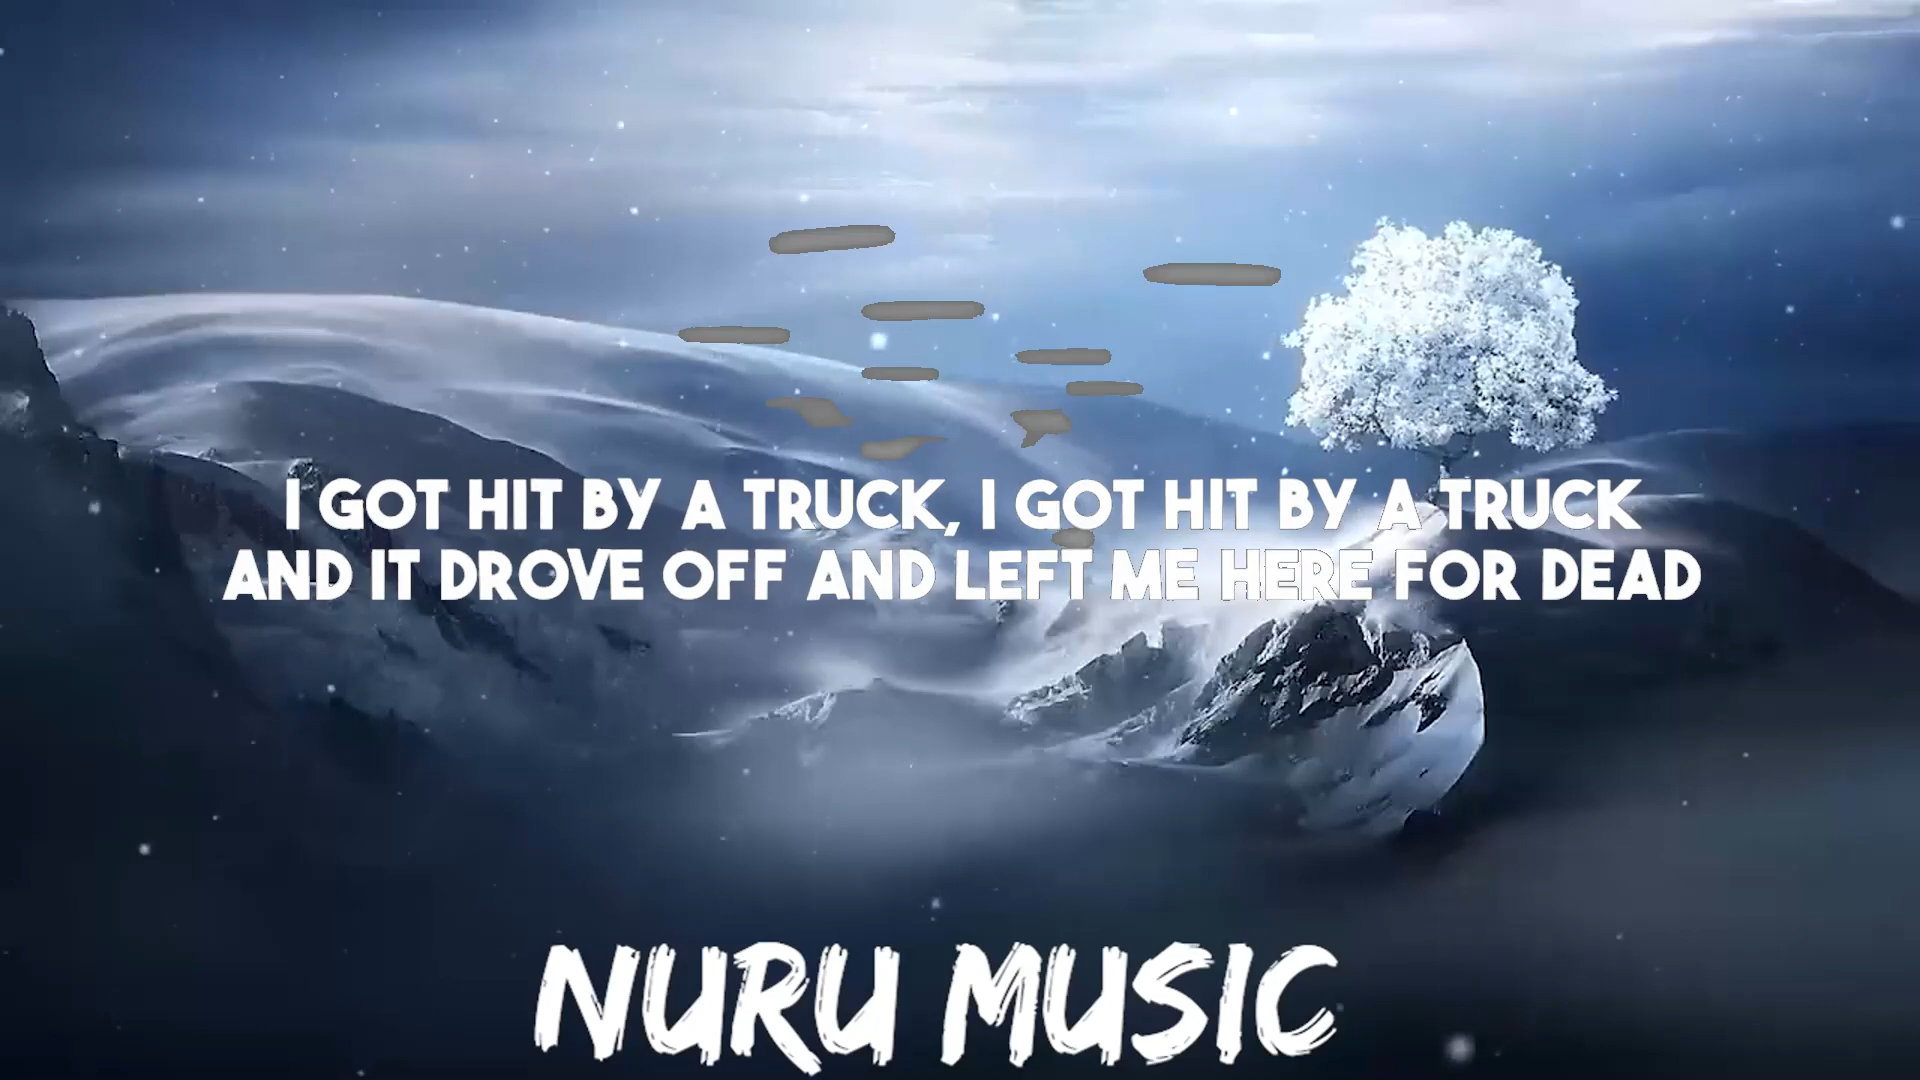 I GOT HIT BY A TRUCK, I GOT HIT BY A TRUCK
AND IT DROVE OFF AND LEFT ME HERE FOR DEAD
NURU MUSIC